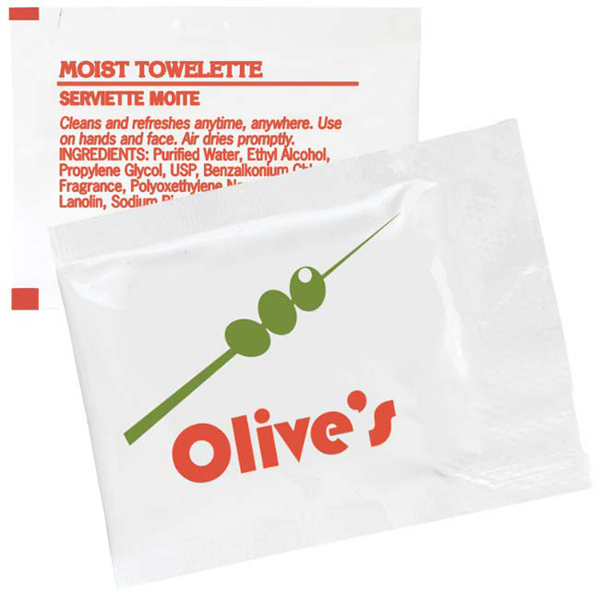 MOIST TOWELETTE
SERVIETTE MOITE
Cleans and refreshes anytime, anywhere. Use
on hands and face. Air dries promptly.
INGREDIENTS: Purified Water, Ethyl Alcohol,
Propylene Glycol, USP, Benzalkonium
Fragrance, Polyoxethylene
Lanolin, Sodium
Olive's